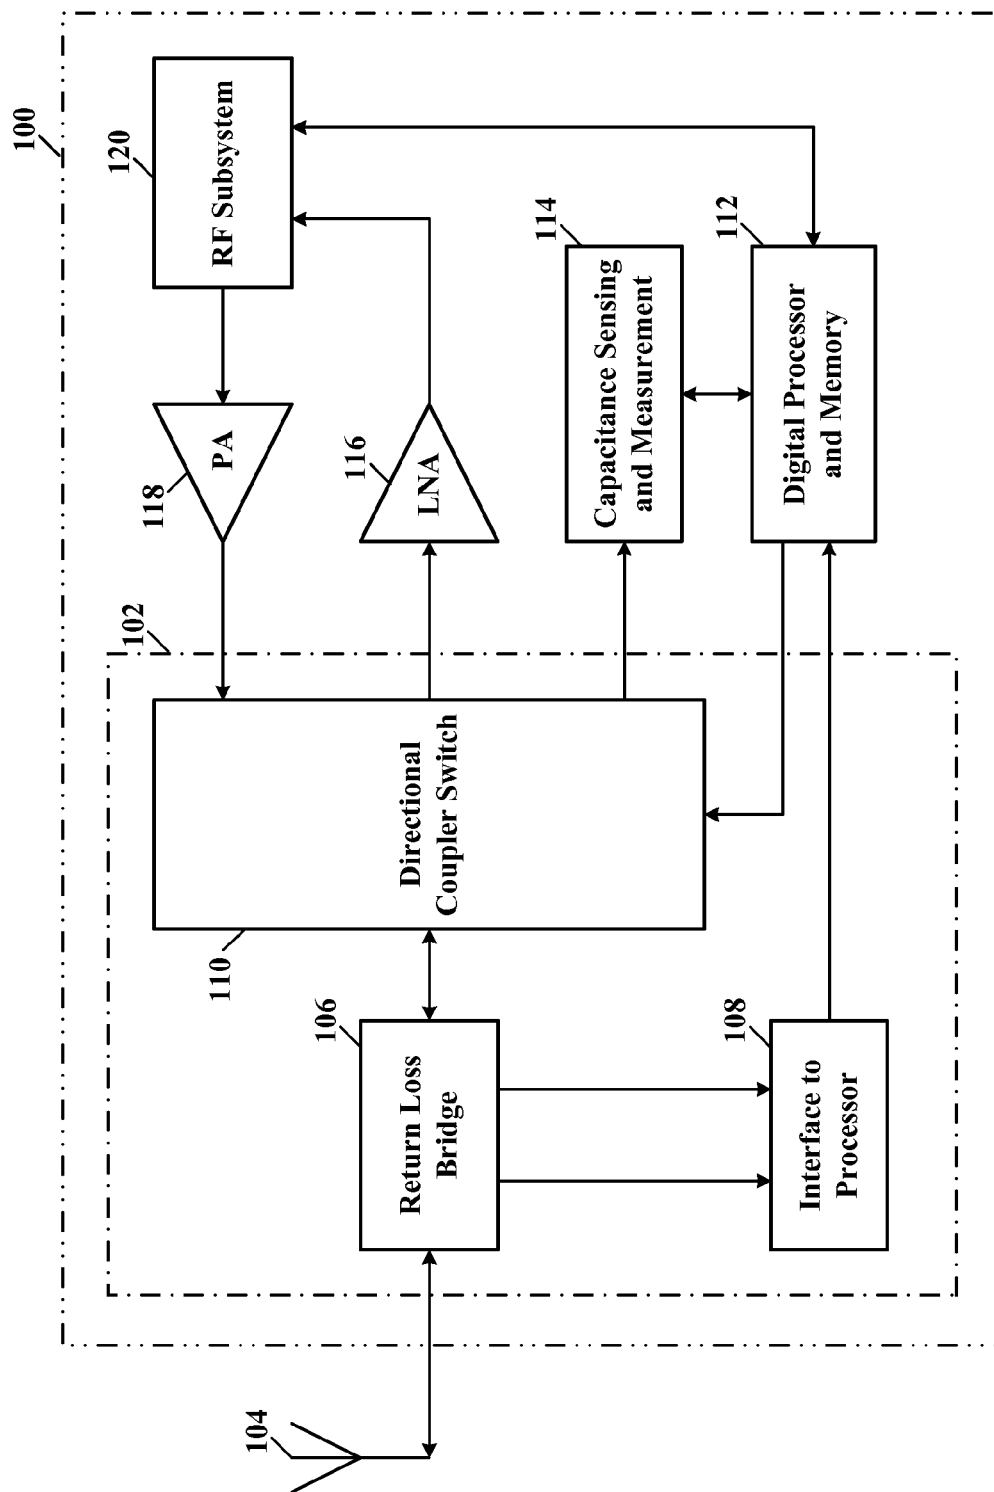 100
120
RF Subsystem
118
PA
116
LNA
114
Capacitance Sensing
and Measurement
112
Digital Processor
and Memory
102
110
Directional
Coupler Switch
106
Return Loss
Bridge
108
Interface to
Processor
104